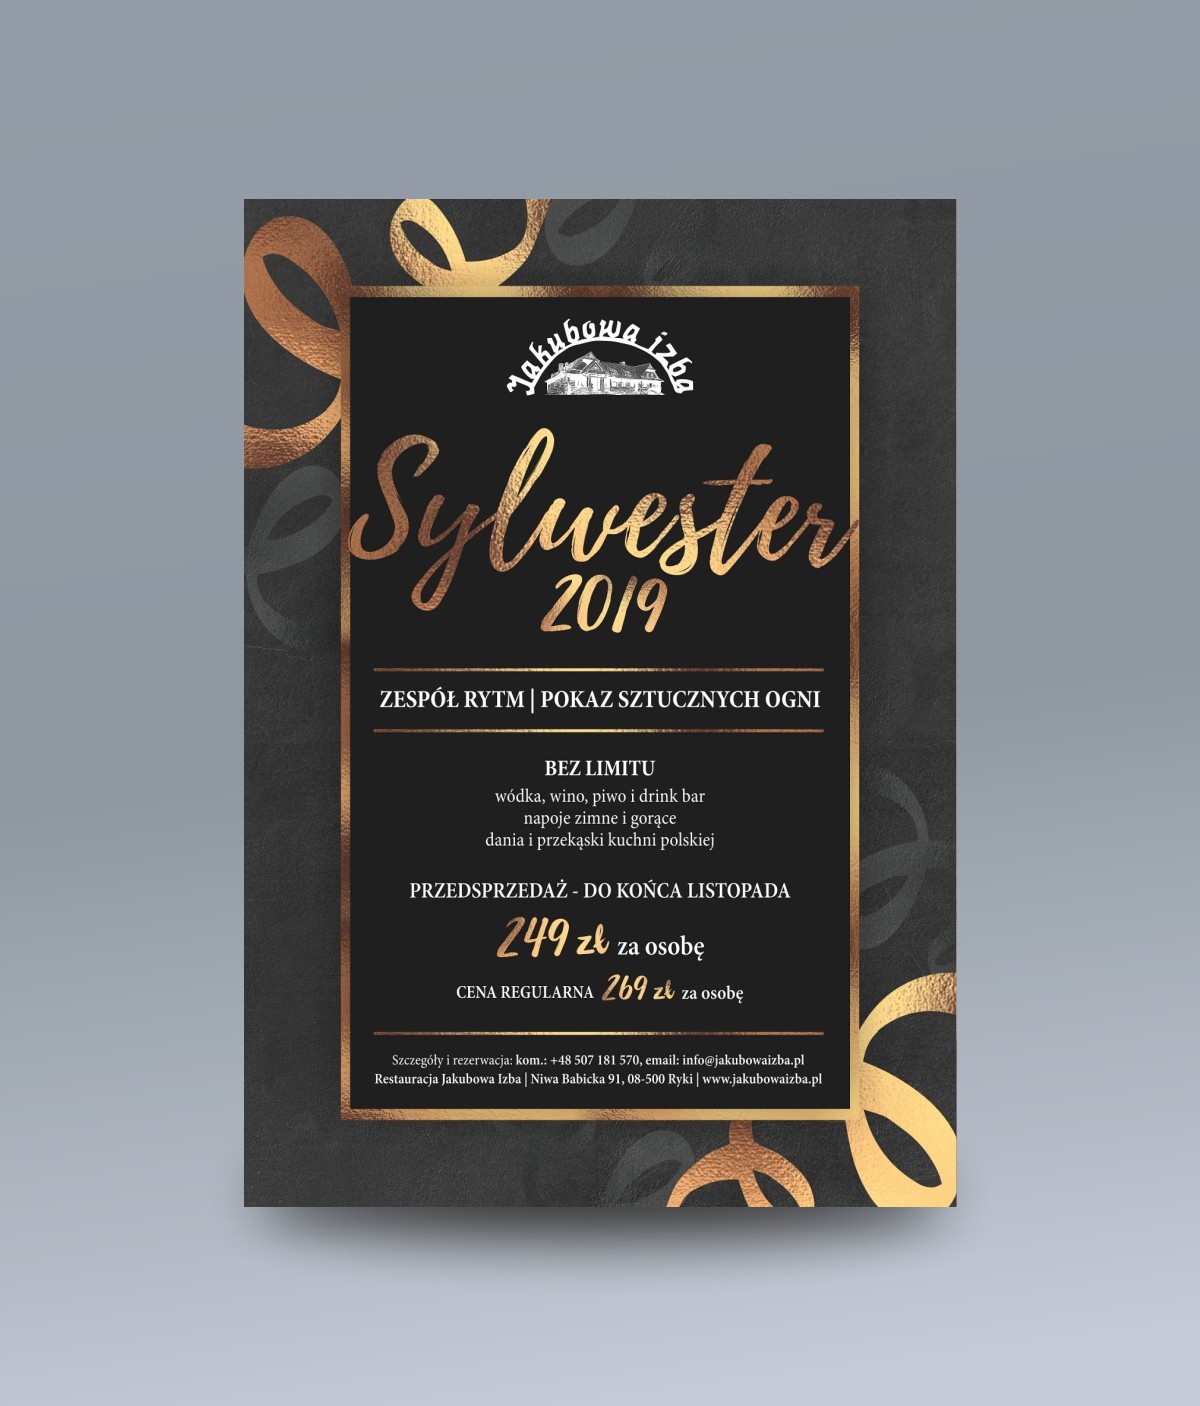 Jakubowa izba
Sylwester
2019
ZESPÓŁ RYTM | POKAZ SZTUCZNYCH OGNI
BEZ LIMITU
wódka, wino, piwo i drink bar
napoje zimne i gorące
dania i przekąski kuchni polskiej
PRZEDSPRZEDAŻ - DO KOŃCA LISTOPADA
249 zł za osobę
CENA REGULARNA 269 zł za osobę
Szczegóły i rezerwacja: kom.: +48 507 181 570, email: info@jakubowaizba.pl
Restauracja Jakubowa Izba | Niwa Babicka 91, 08-500 Ryki | www.jakubowaizba.pl